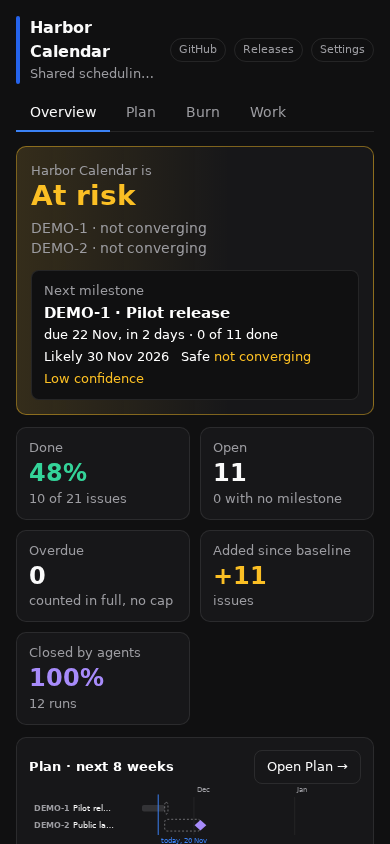 Harbor
Calendar
Shared schedulin...
GitHub
Releases
Settings
Overview
Plan
Burn
Work
Harbor Calendar is
At risk
DEMO-1 · not converging
DEMO-2 · not converging
Next milestone
DEMO-1 · Pilot release
due 22 Nov, in 2 days · 0 of 11 done
Likely 30 Nov 2026 Safe not converging
Low confidence
Done
48%
10 of 21 issues
Open
11
0 with no milestone
Overdue
0
counted in full, no cap
Added since baseline
+11
issues
Closed by agents
100%
12 runs
Plan · next 8 weeks
Open Plan →
Dec
Jan
DEMO-1 Pilot rel...
DEMO-2 Public la...
today, 20 Nov